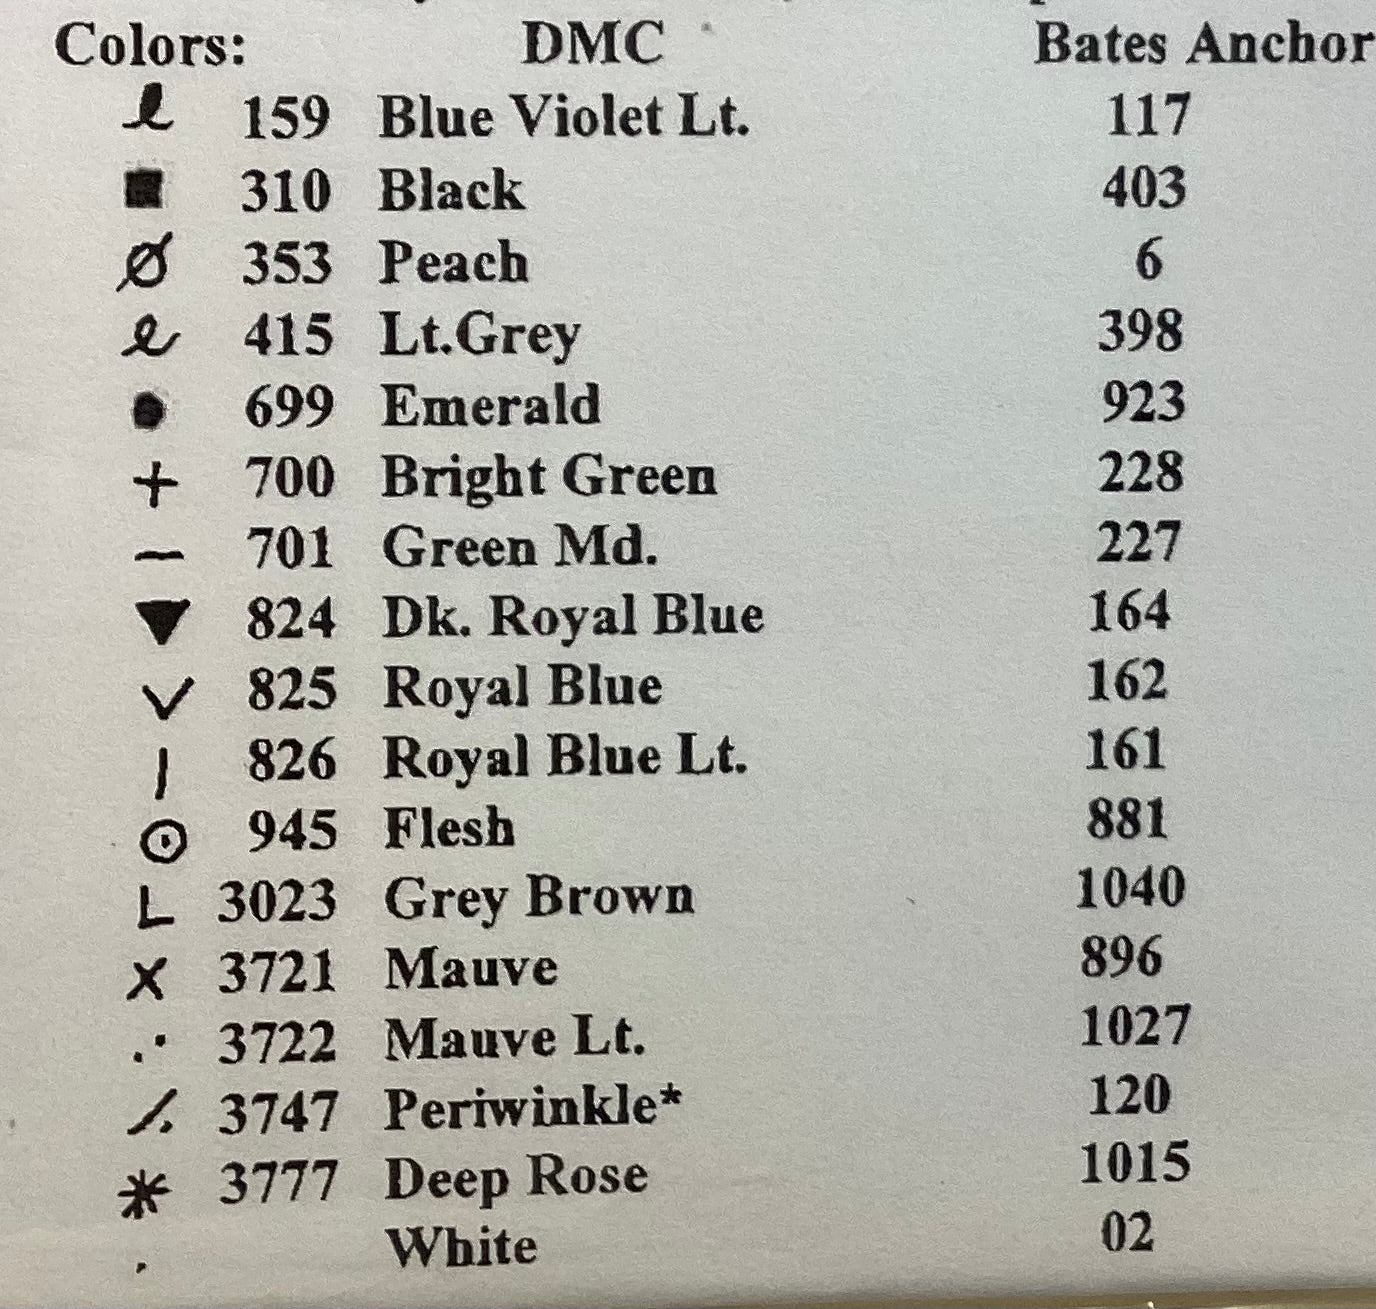 Colors: DMC Bates Anchor
ℓ 159 Blue Violet Lt. 117
■ 310 Black 403
Ø 353 Peach 6
e 415 Lt.Grey 398
● 699 Emerald 923
+ 700 Bright Green 228
— 701 Green Md. 227
▼ 824 Dk. Royal Blue 164
V 825 Royal Blue 162
| 826 Royal Blue Lt. 161
⊙ 945 Flesh 881
L 3023 Grey Brown 1040
X 3721 Mauve 896
.· 3722 Mauve Lt. 1027
/. 3747 Periwinkle* 120
* 3777 Deep Rose 1015
. White 02